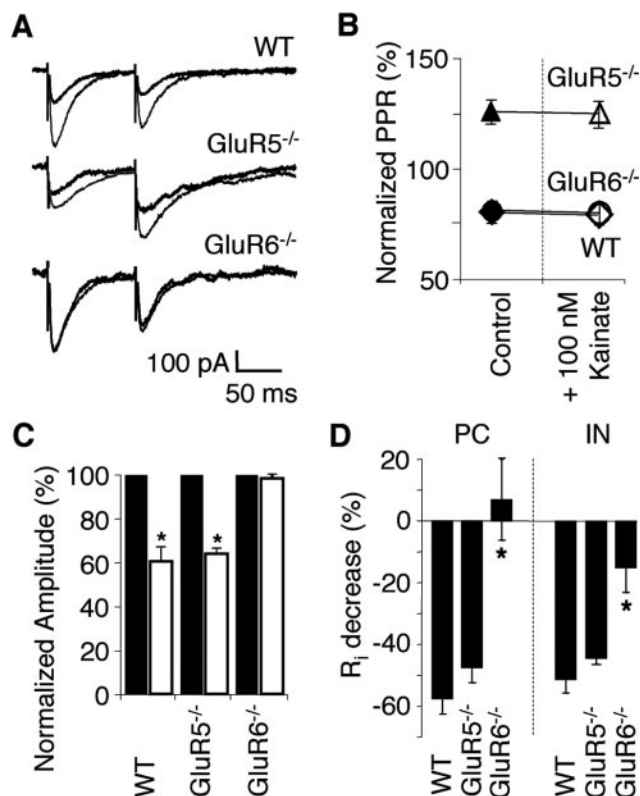 A
WT
GluR5-/-
GluR6-/-
100 pA
50 ms
B
Normalized PPR (%)
150
100
50
GluR5-/-
GluR6-/-
WT
Control
+ 100 nM
Kainate
C
Normalized Amplitude (%)
100
80
60
40
20
0
*
*
WT
GluR5-/-
GluR6-/-
D
PC
IN
Ri decrease (%)
20
0
-20
-40
-60
*
*
WT
GluR5-/-
GluR6-/-
WT
GluR5-/-
GluR6-/-